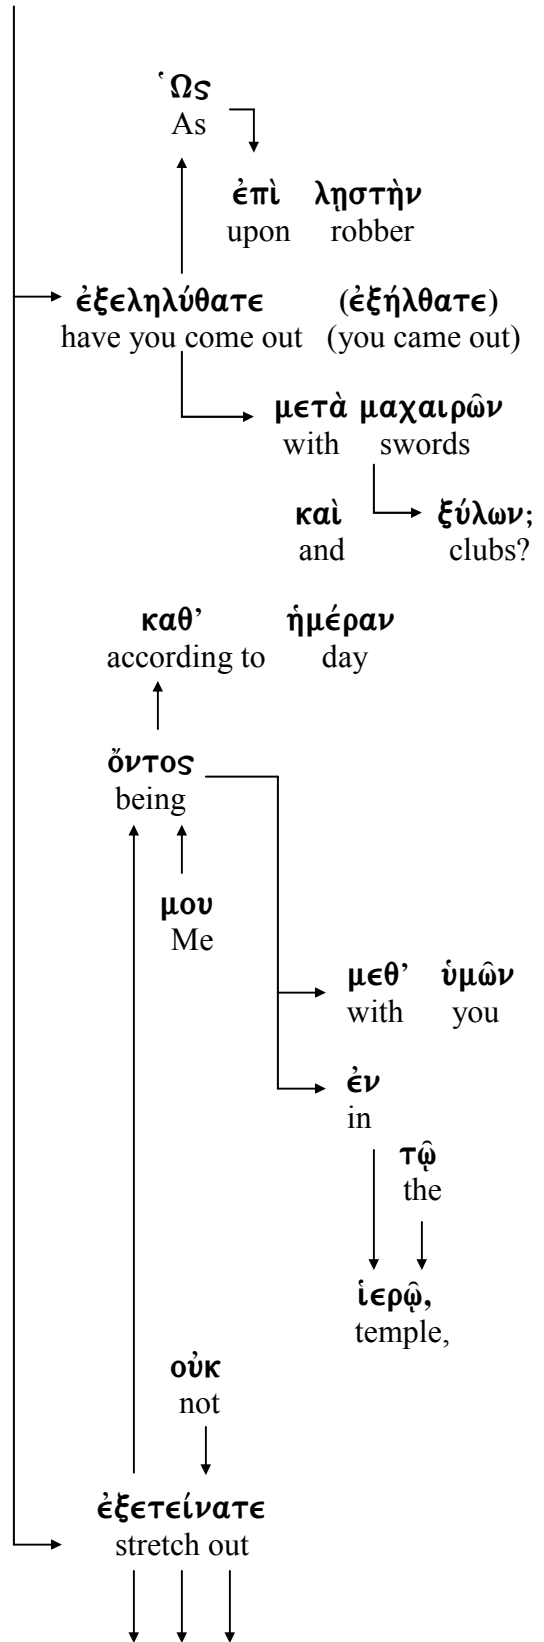 Ὡς
As
ἐπὶ λῃστὴν
upon robber
ἐξεληλύθατε (ἐξήλθατε)
have you come out (you came out)
μετὰ μαχαιρῶν
with swords
καὶ ξύλων;
and clubs?
καθ’ ἡμέραν
according to day
ὄντος
being
μου
Me
μεθ’ ὑμῶν
with you
ἐν
in
τῷ
the
ἱερῷ,
temple,
οὐκ
not
ἐξετείνατε
stretch out